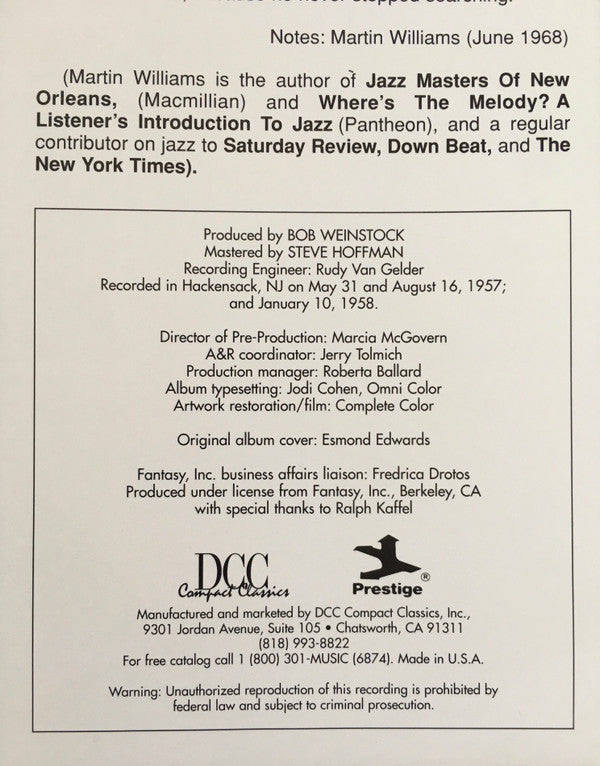 stopped searching.
Notes: Martin Williams (June 1968)
(Martin Williams is the author of Jazz Masters Of New
Orleans, (Macmillian) and Where's The Melody? A
Listener's Introduction To Jazz (Pantheon), and a regular
contributor on jazz to Saturday Review, Down Beat, and The
New York Times).
Produced by BOB WEINSTOCK
Mastered by STEVE HOFFMAN
Recording Engineer: Rudy Van Gelder
Recorded in Hackensack, NJ on May 31 and August 16, 1957;
and January 10, 1958.
Director of Pre-Production: Marcia McGovern
A&R coordinator: Jerry Tolmich
Production manager: Roberta Ballard
Album typesetting: Jodi Cohen, Omni Color
Artwork restoration/film: Complete Color
Original album cover: Esmond Edwards
Fantasy, Inc. business affairs liaison: Fredrica Drotos
Produced under license from Fantasy, Inc., Berkeley, CA
with special thanks to Ralph Kaffel
DCC
Compact Classics
Prestige®
Manufactured and marketed by DCC Compact Classics, Inc.,
9301 Jordan Avenue, Suite 105 • Chatsworth, CA 91311
(818) 993-8822
For free catalog call 1 (800) 301-MUSIC (6874). Made in U.S.A.
Warning: Unauthorized reproduction of this recording is prohibited by
federal law and subject to criminal prosecution.